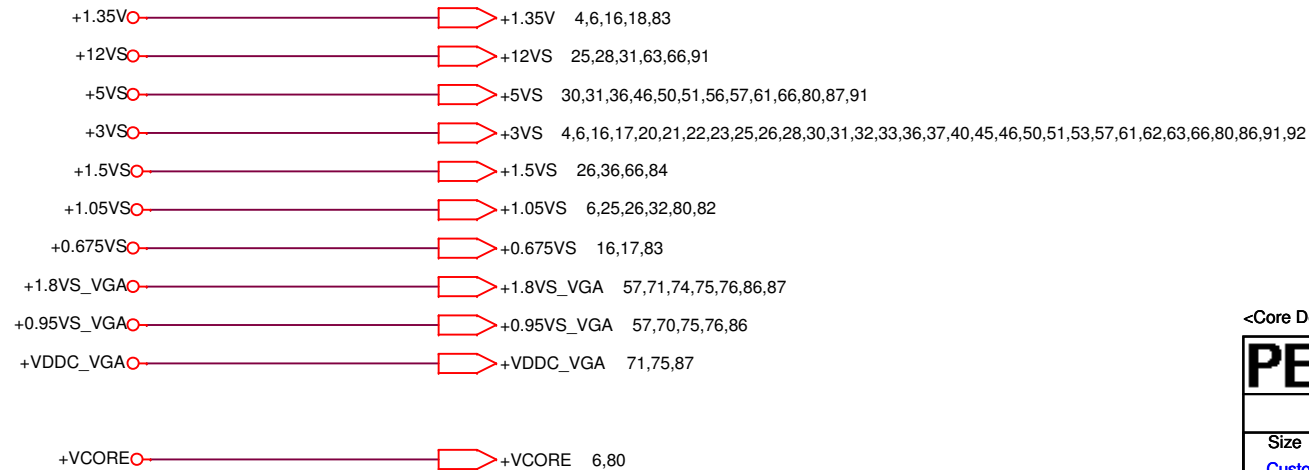 +1.35V +1.35V 4,6,16,18,83
+12VS +12VS 25,28,31,63,66,91
+5VS +5VS 30,31,36,46,50,51,56,57,61,66,80,87,91
+3VS +3VS 4,6,16,17,20,21,22,23,25,26,28,30,31,32,33,36,37,40,45,46,50,51,53,57,61,62,63,66,80,86,91,92
+1.5VS +1.5VS 26,36,66,84
+1.05VS +1.05VS 6,25,26,32,80,82
+0.675VS +0.675VS 16,17,83
+1.8VS_VGA +1.8VS_VGA 57,71,74,75,76,86,87
+0.95VS_VGA +0.95VS_VGA 57,70,75,76,86
+VDDC_VGA +VDDC_VGA 71,75,87
+VCORE +VCORE 6,80
<Core D
PE
Size
Custo